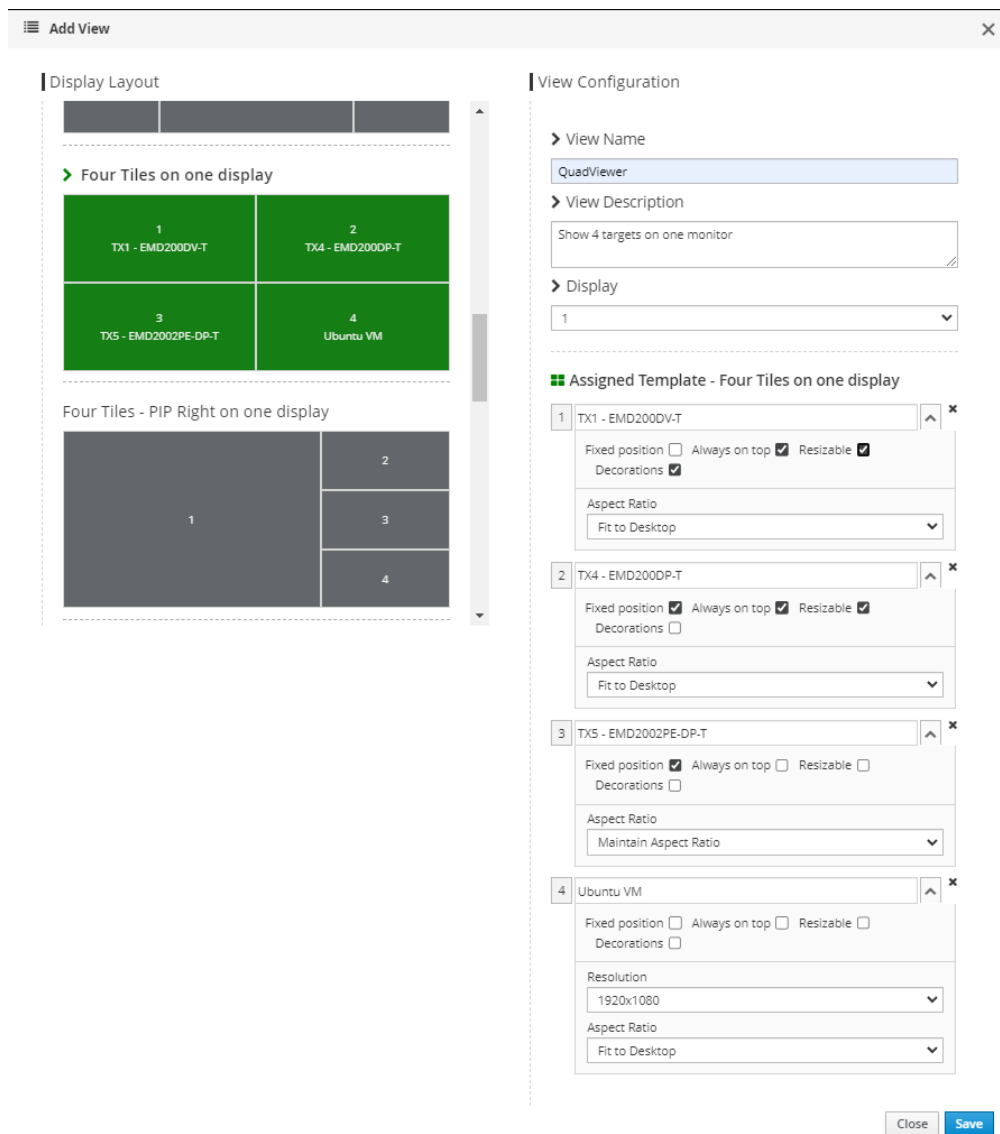 Add View
Display Layout
Four Tiles on one display
1
TX1 - EMD200DV-T
2
TX4 - EMD200DP-T
3
TX5 - EMD2002PE-DP-T
4
Ubuntu VM
Four Tiles - PIP Right on one display
1
2
3
4
View Configuration
View Name
QuadViewer
View Description
Show 4 targets on one monitor
Display
1
Assigned Template - Four Tiles on one display
1 TX1 - EMD200DV-T
Fixed position Always on top Resizable
Decorations
Aspect Ratio
Fit to Desktop
2 TX4 - EMD200DP-T
Fixed position Always on top Resizable
Decorations
Aspect Ratio
Fit to Desktop
3 TX5 - EMD2002PE-DP-T
Fixed position Always on top Resizable
Decorations
Aspect Ratio
Maintain Aspect Ratio
4 Ubuntu VM
Fixed position Always on top Resizable
Decorations
Resolution
1920x1080
Aspect Ratio
Fit to Desktop
Close Save